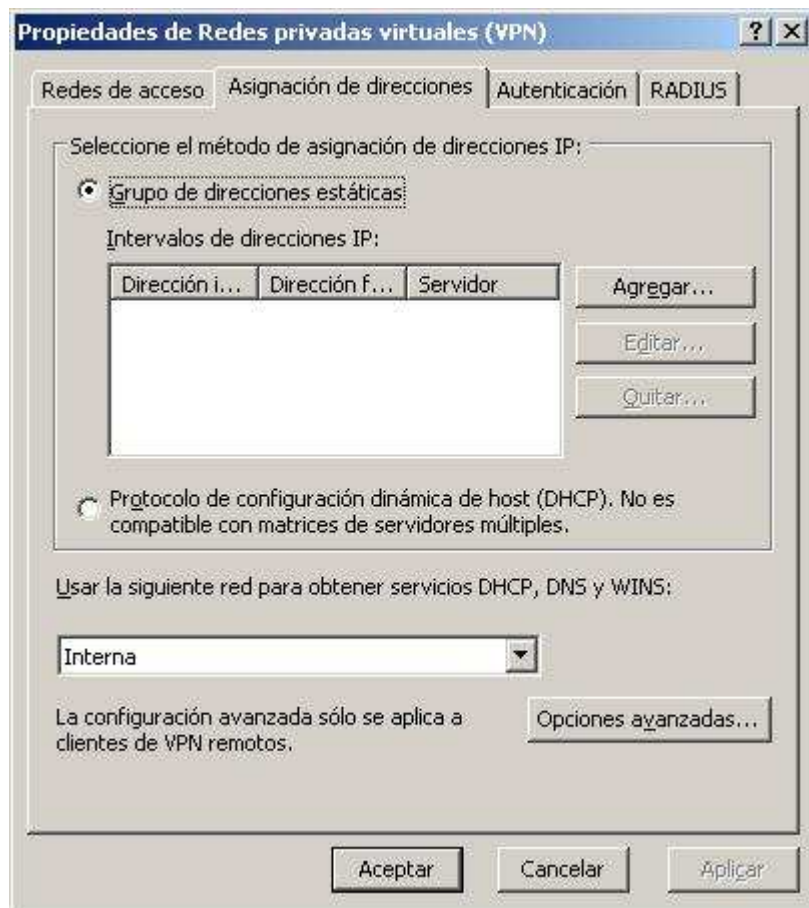 Propiedades de Redes privadas virtuales (VPN)
Redes de acceso Asignación de direcciones Autenticación RADIUS
Seleccione el método de asignación de direcciones IP:
Grupo de direcciones estáticas
Intervalos de direcciones IP:
Dirección i... Dirección f... Servidor
Agregar...
Editar...
Quitar...
Protocolo de configuración dinámica de host (DHCP). No es
compatible con matrices de servidores múltiples.
Usar la siguiente red para obtener servicios DHCP, DNS y WINS:
Interna
La configuración avanzada sólo se aplica a
clientes de VPN remotos.
Opciones avanzadas...
Aceptar Cancelar Aplicar